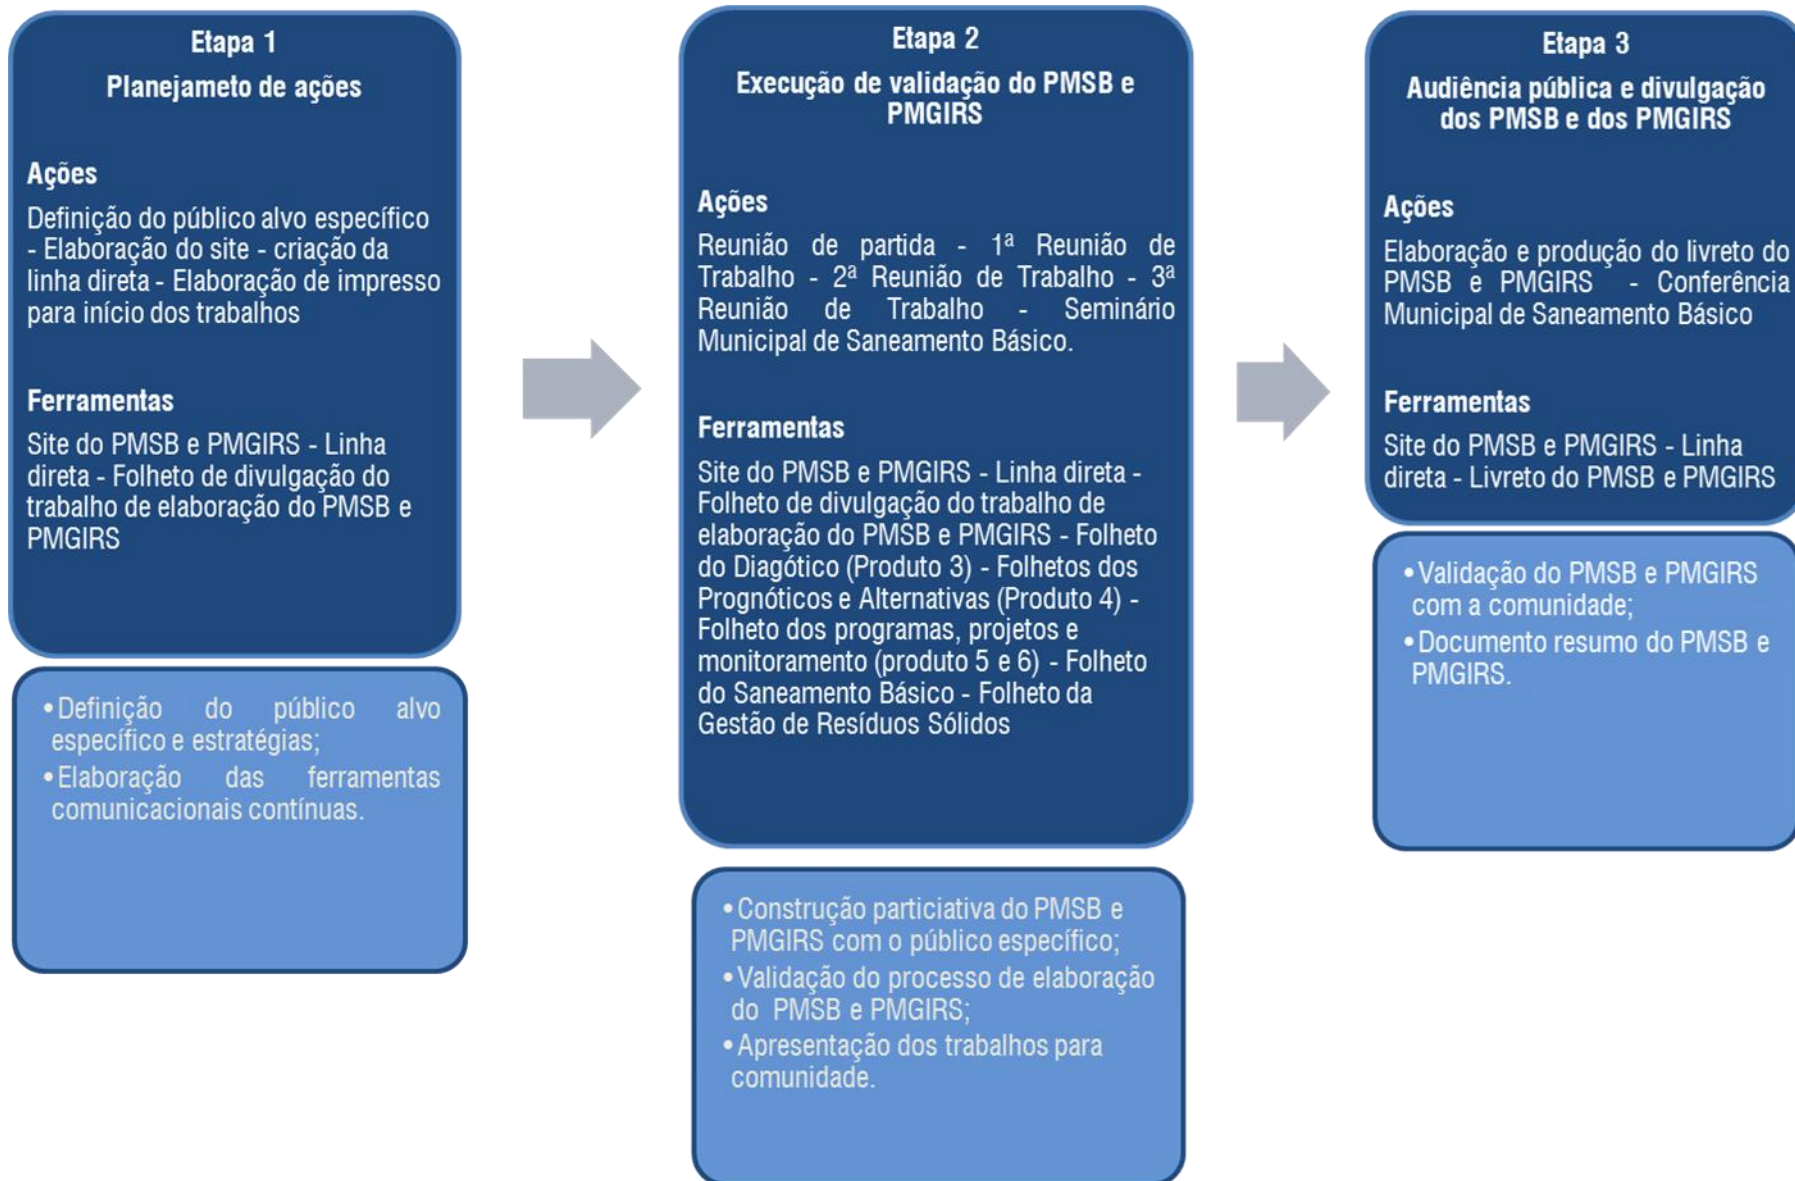 Etapa 1
Planejameto de ações
Ações
Definição do público alvo específico
- Elaboração do site - criação da
linha direta - Elaboração de impresso
para início dos trabalhos
Ferramentas
Site do PMSB e PMGIRS - Linha
direta - Folheto de divulgação do
trabalho de elaboração do PMSB e
PMGIRS
•Definição do público alvo
específico e estratégias;
•Elaboração das ferramentas
comunicacionais contínuas.
Etapa 2
Execução de validação do PMSB e
PMGIRS
Ações
Reunião de partida - 1ª Reunião de
Trabalho - 2ª Reunião de Trabalho - 3ª
Reunião de Trabalho - Seminário
Municipal de Saneamento Básico.
Ferramentas
Site do PMSB e PMGIRS - Linha direta -
Folheto de divulgação do trabalho de
elaboração do PMSB e PMGIRS - Folheto
do Diagótico (Produto 3) - Folhetos dos
Prognóticos e Alternativas (Produto 4) -
Folheto dos programas, projetos e
monitoramento (produto 5 e 6) - Folheto
do Saneamento Básico - Folheto da
Gestão de Resíduos Sólidos
•Construção particiativa do PMSB e
PMGIRS com o público específico;
•Validação do processo de elaboração
do PMSB e PMGIRS;
•Apresentação dos trabalhos para
comunidade.
Etapa 3
Audiência pública e divulgação
dos PMSB e dos PMGIRS
Ações
Elaboração e produção do livreto do
PMSB e PMGIRS - Conferência
Municipal de Saneamento Básico
Ferramentas
Site do PMSB e PMGIRS - Linha
direta - Livreto do PMSB e PMGIRS
•Validação do PMSB e PMGIRS
com a comunidade;
•Documento resumo do PMSB e
PMGIRS.